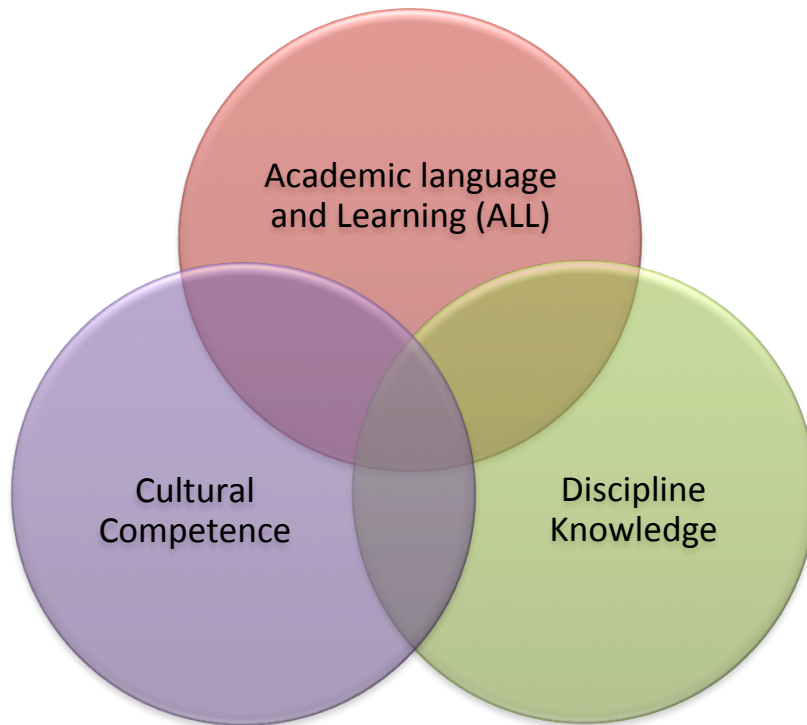 Academic language
and Learning (ALL)
Cultural
Competence
Discipline
Knowledge